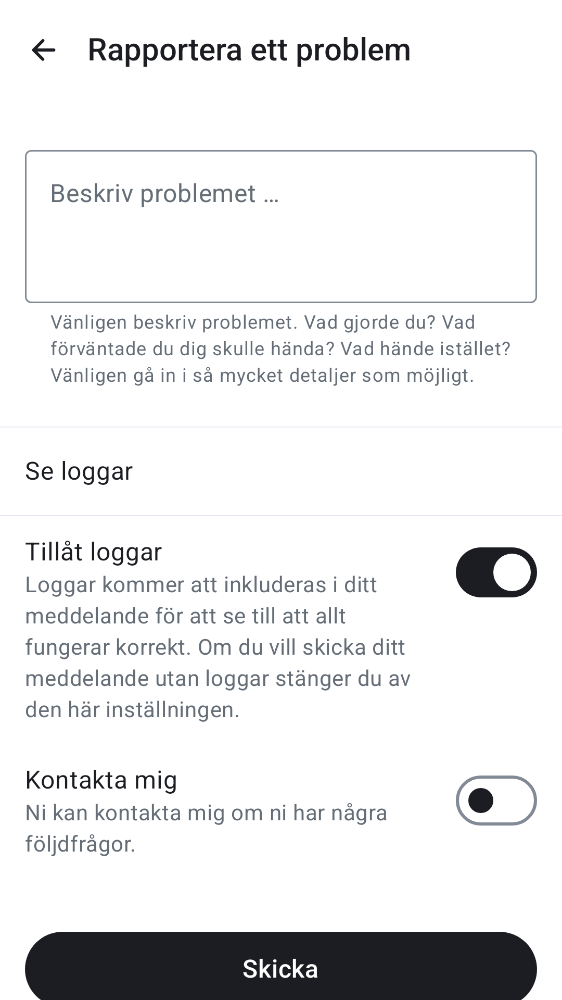 Rapportera ett problem
Beskriv problemet ...
Vänligen beskriv problemet. Vad gjorde du? Vad
förväntade du dig skulle hända? Vad hände istället?
Vänligen gå in i så mycket detaljer som möjligt.
Se loggar
Tillåt loggar
Loggar kommer att inkluderas i ditt
meddelande för att se till att allt
fungerar korrekt. Om du vill skicka ditt
meddelande utan loggar stänger du av
den här inställningen.
Kontakta mig
Ni kan kontakta mig om ni har några
följdfrågor.
Skicka